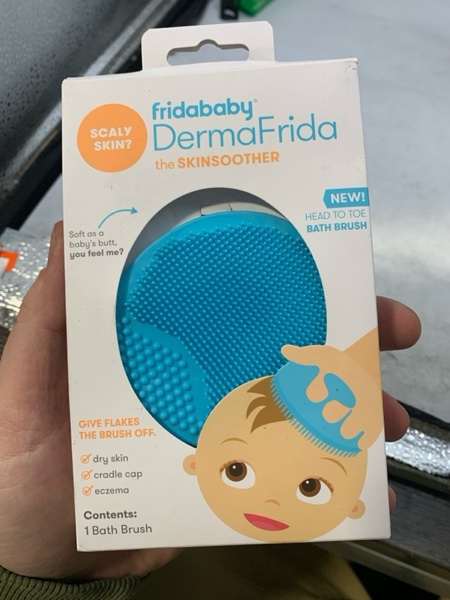 SCALY
SKIN?
fridababy®
DermaFrida
the SKINSOOTHER
NEW!
HEAD TO TOE
BATH BRUSH
Soft as a
baby's butt,
you feel me?
GIVE FLAKES
THE BRUSH OFF.
dry skin
cradle cap
eczema
Contents:
1 Bath Brush